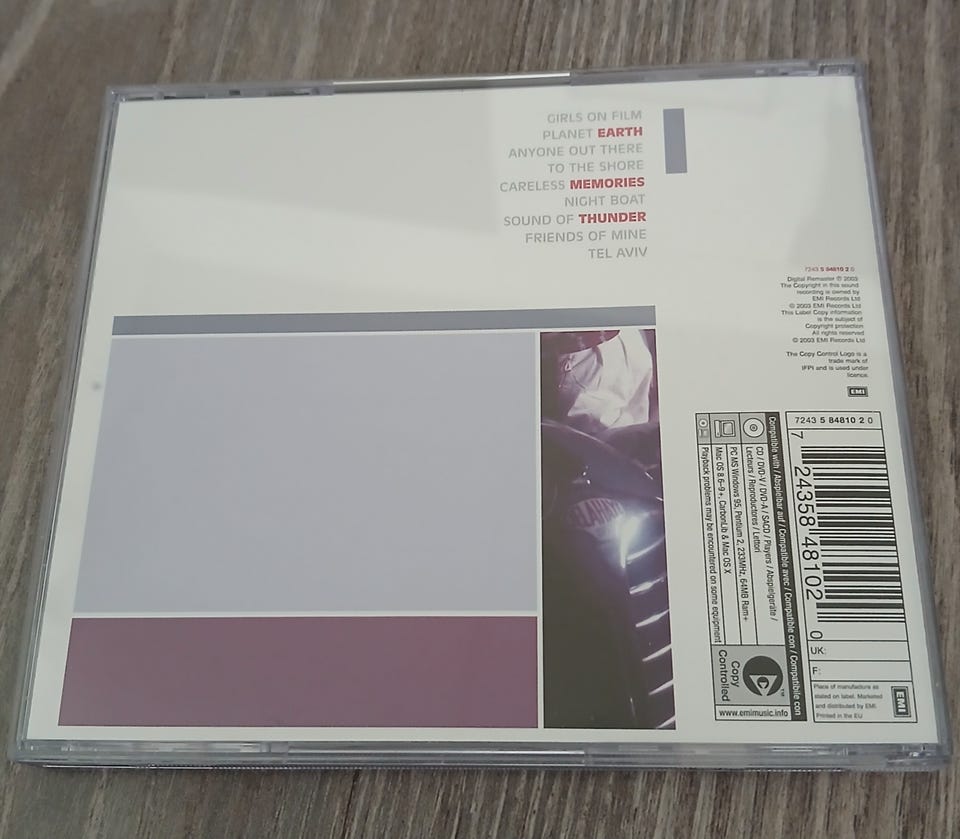 GIRLS ON FILM
PLANET EARTH
ANYONE OUT THERE
TO THE SHORE
CARELESS MEMORIES
NIGHT BOAT
SOUND OF THUNDER
FRIENDS OF MINE
TEL AVIV
7243 5 84810 2 0
Digital Remaster ℗ 2003
The Copyright in this sound
recording is owned by
EMI Records Ltd
© 2003 EMI Records Ltd
This Label Copy information
is the subject of
Copyright protection
All rights reserved
© 2003 EMI Records Ltd
The Copy Control Logo is a
trade mark of
IFPI and is used under
licence.
EMI
7243 5 84810 2 0
7 24358 48102 0
UK:
F:
Place of manufacture as
stated on label. Marketed
and distributed by EMI
Printed in the EU
EMI
Compatible with / Abspielbar auf / Compatible avec / Compatible con / Compatibile con
CD / DVD-V / DVD-A / SACD / Players / Abspielgeräte /
Lecteurs / Reproductores / Lettori
PC MS Windows 95, Pentium 2, 233MHz, 64MB Ram+
Mac OS 8.6-9+, CarbonLib & Mac OS X
Playback problems may be encountered on some equipment
Copy
Controlled
™
www.emimusic.info